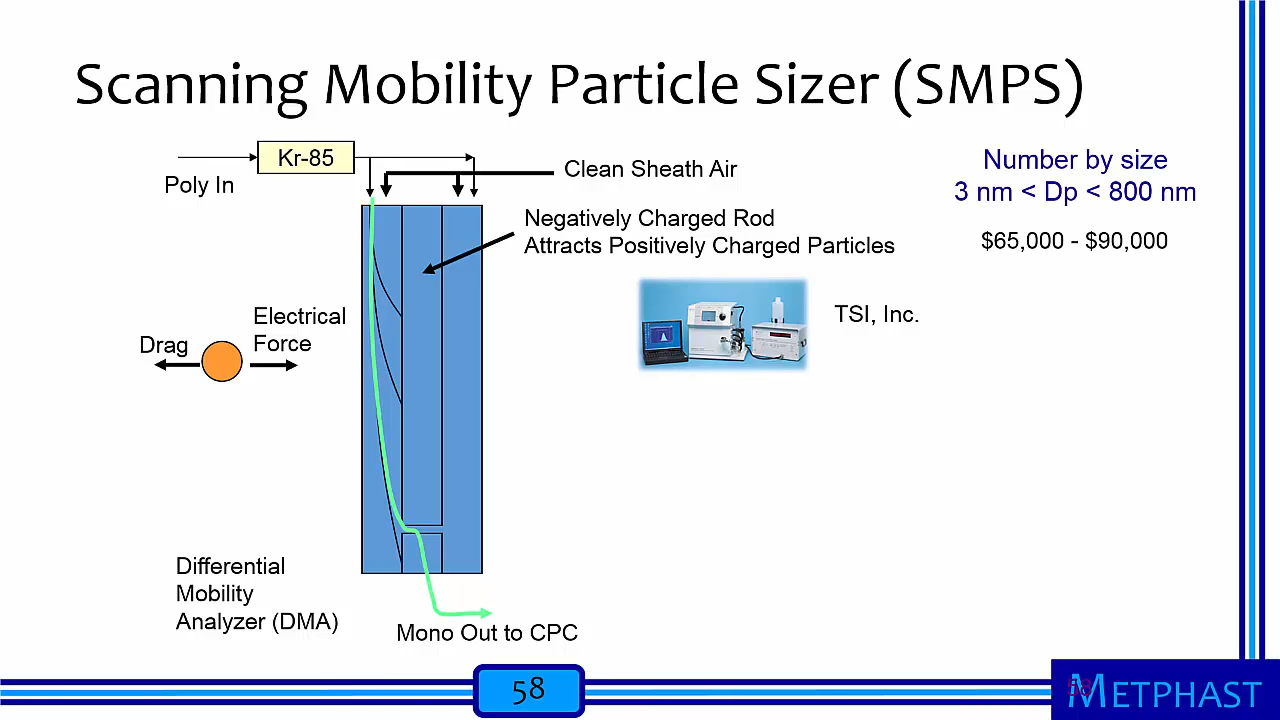 Scanning Mobility Particle Sizer (SMPS)
Kr-85
Poly In
Clean Sheath Air
Number by size
3 nm < Dp < 800 nm
$65,000 - $90,000
Negatively Charged Rod
Attracts Positively Charged Particles
TSI, Inc.
Electrical
Force
Drag
Differential
Mobility
Analyzer (DMA)
Mono Out to CPC
58
58
METPHAST